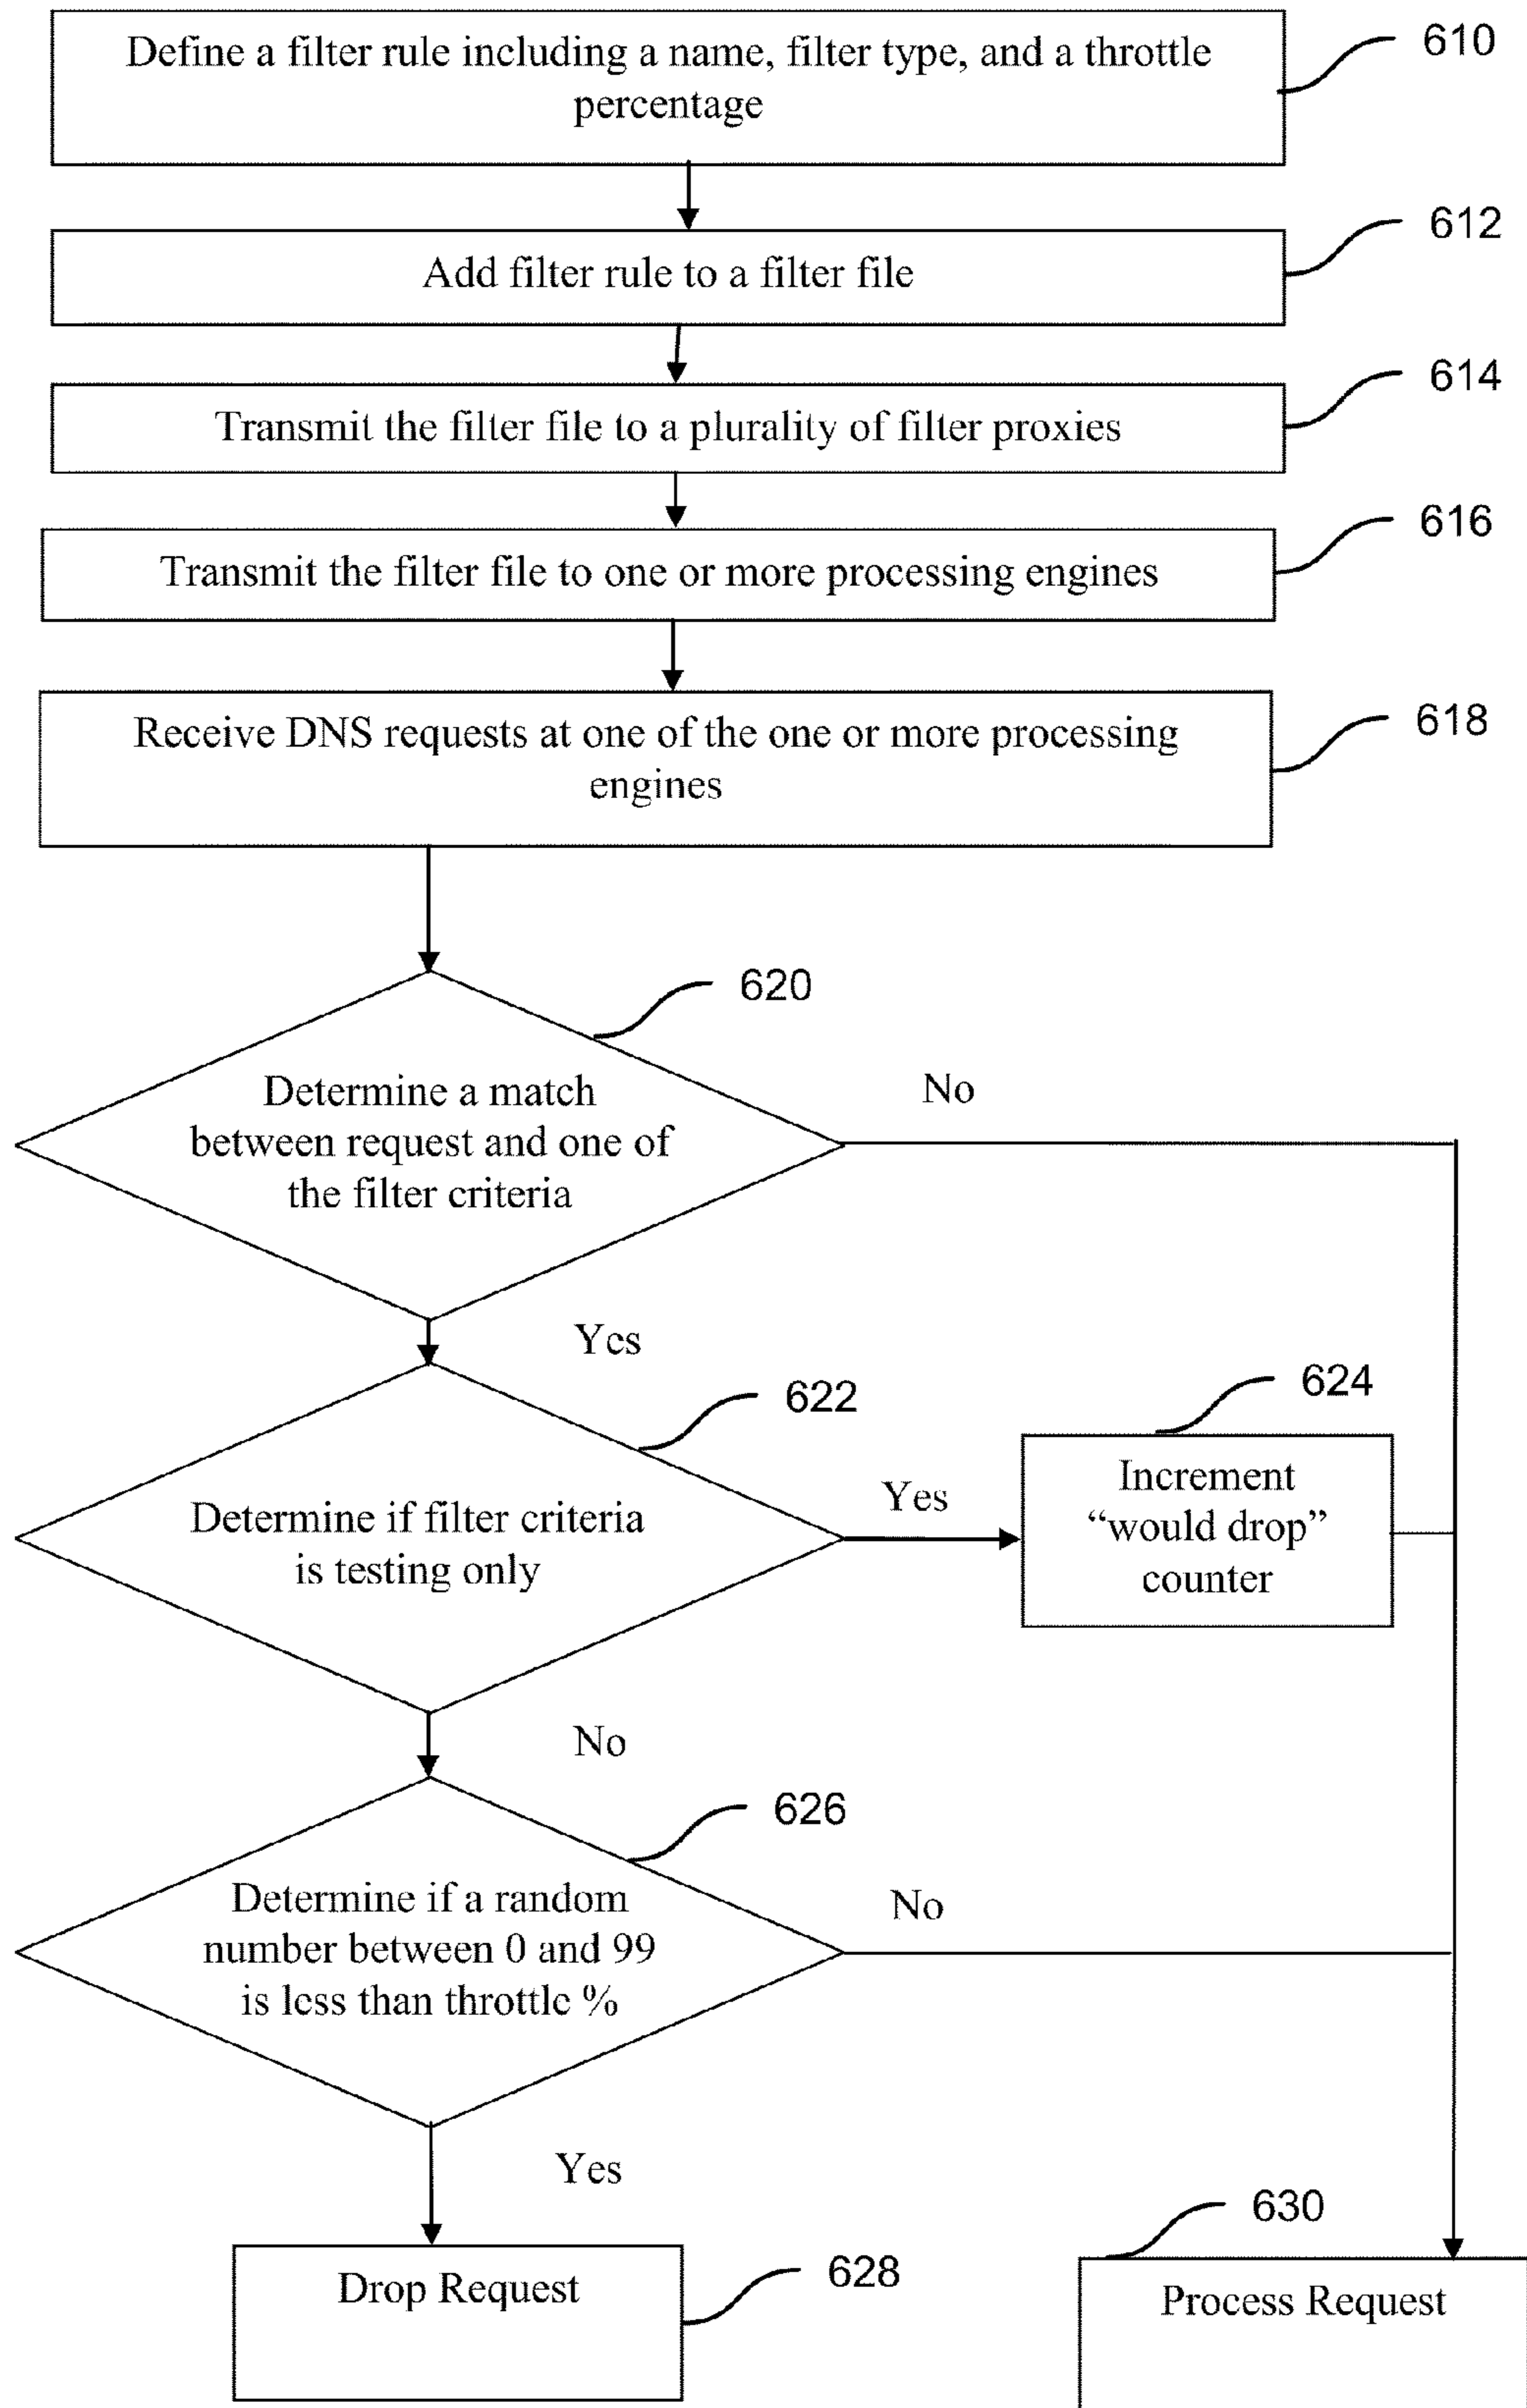 Define a filter rule including a name, filter type, and a throttle
percentage
610
Add filter rule to a filter file
612
Transmit the filter file to a plurality of filter proxies
614
Transmit the filter file to one or more processing engines
616
Receive DNS requests at one of the one or more processing
engines
618
620
Determine a match
between request and one of
the filter criteria
No
Yes
622
Determine if filter criteria
is testing only
Yes
624
Increment
“would drop”
counter
No
626
Determine if a random
number between 0 and 99
is less than throttle %
No
Yes
Drop Request
628
630
Process Request